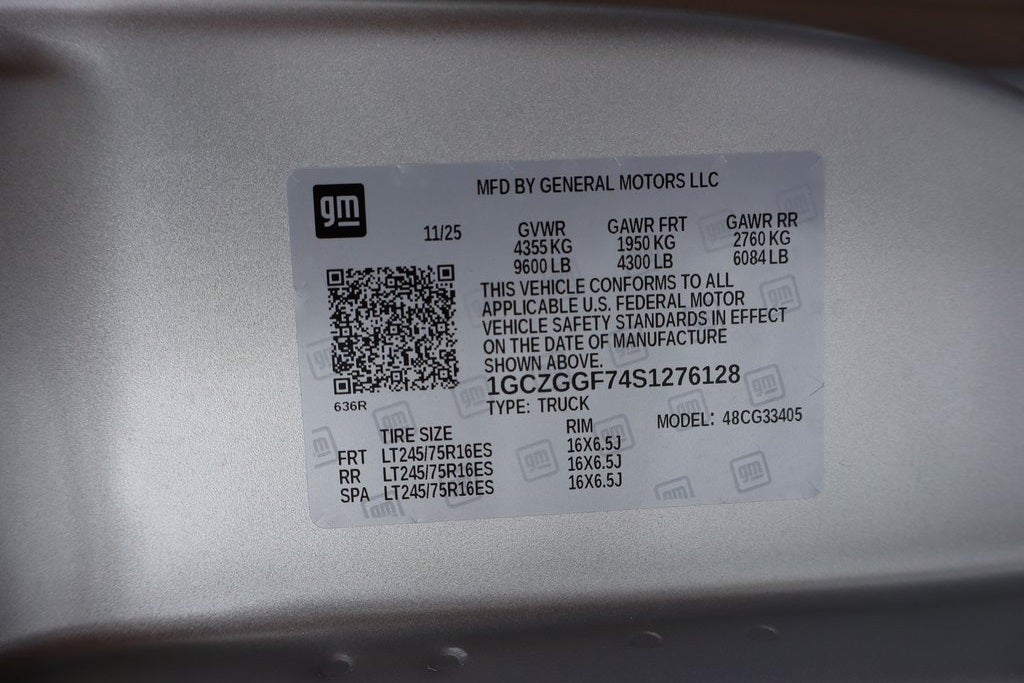 gm
MFD BY GENERAL MOTORS LLC
11/25 GVWR GAWR FRT GAWR RR
4355 KG 1950 KG 2760 KG
9600 LB 4300 LB 6084 LB
THIS VEHICLE CONFORMS TO ALL
APPLICABLE U.S. FEDERAL MOTOR
VEHICLE SAFETY STANDARDS IN EFFECT
ON THE DATE OF MANUFACTURE
SHOWN ABOVE.
1GCZGGF74S1276128
636R
TYPE: TRUCK
MODEL: 48CG33405
TIRE SIZE RIM
FRT LT245/75R16ES 16X6.5J
RR LT245/75R16ES 16X6.5J
SPA LT245/75R16ES 16X6.5J